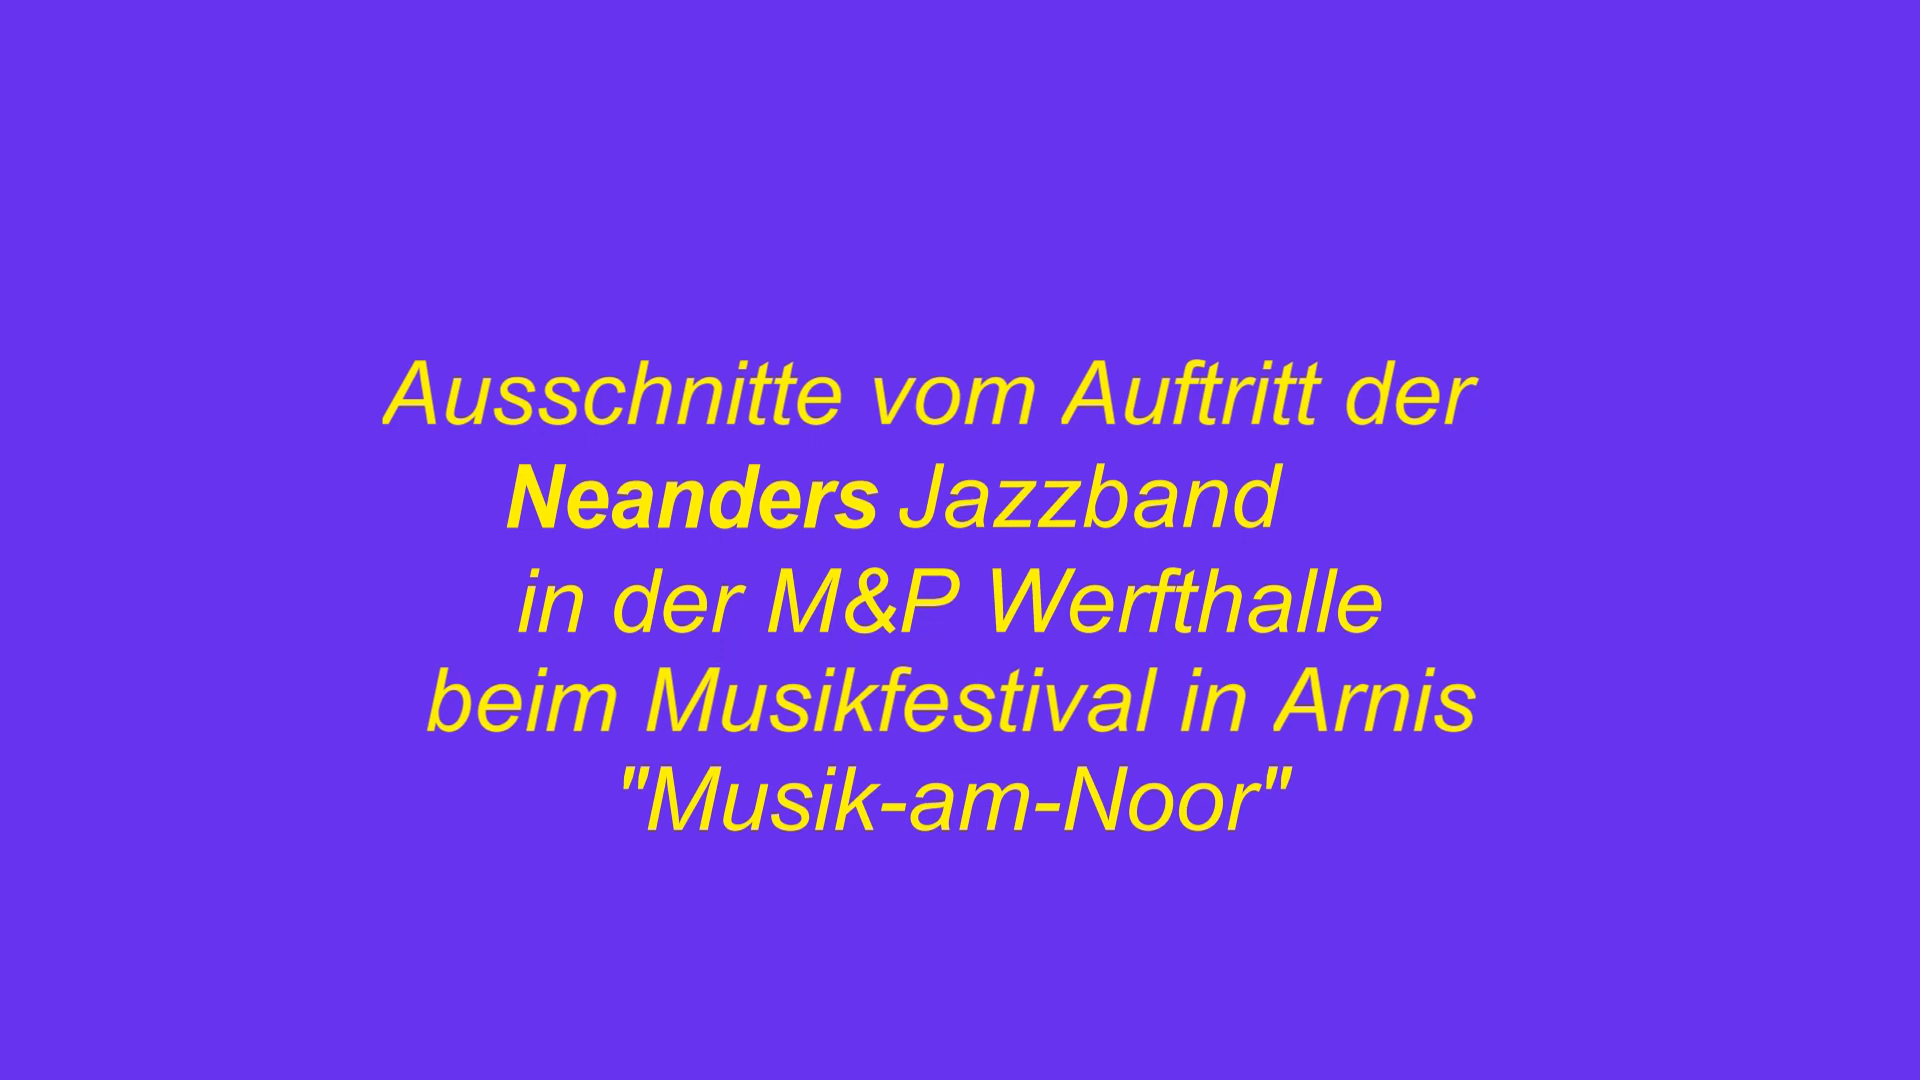 Ausschnitte vom Auftritt der
Neanders Jazzband
in der M&P Werfthalle
beim Musikfestival in Arnis
"Musik-am-Noor"